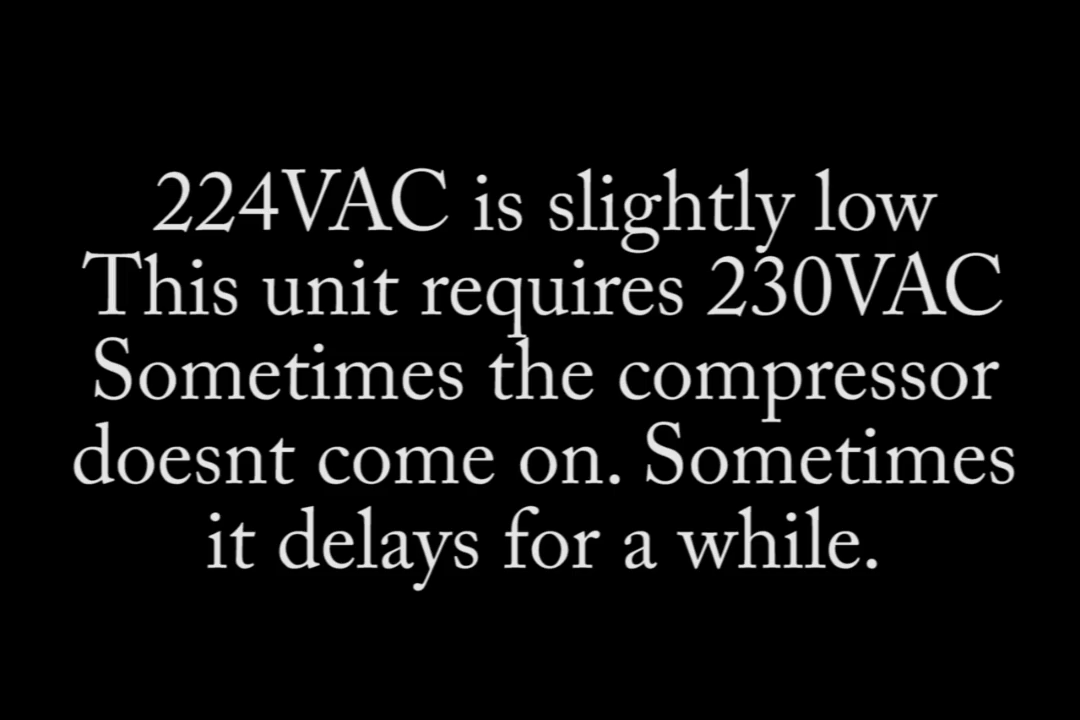 224VAC is slightly low
This unit requires 230VAC
Sometimes the compressor
doesnt come on. Sometimes
it delays for a while.